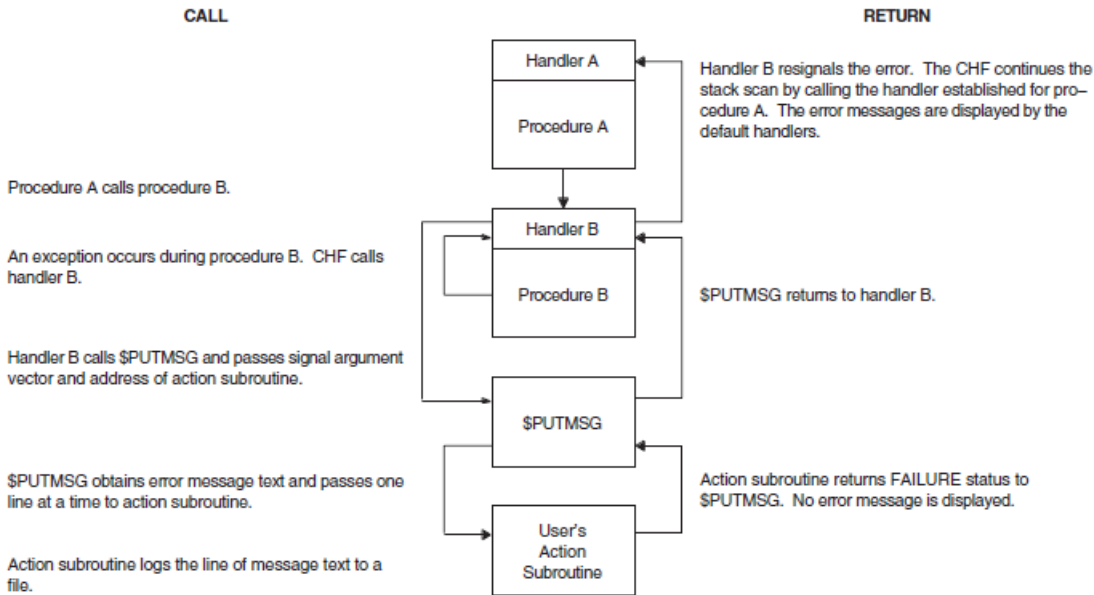 CALL
RETURN
Handler A
Procedure A
Handler B resignals the error. The CHF continues the
stack scan by calling the handler established for pro–
cedure A. The error messages are displayed by the
default handlers.
Procedure A calls procedure B.
Handler B
An exception occurs during procedure B. CHF calls
handler B.
Procedure B
$PUTMSG returns to handler B.
Handler B calls $PUTMSG and passes signal argument
vector and address of action subroutine.
$PUTMSG
$PUTMSG obtains error message text and passes one
line at a time to action subroutine.
Action subroutine returns FAILURE status to
$PUTMSG. No error message is displayed.
User's
Action
Subroutine
Action subroutine logs the line of message text to a
file.